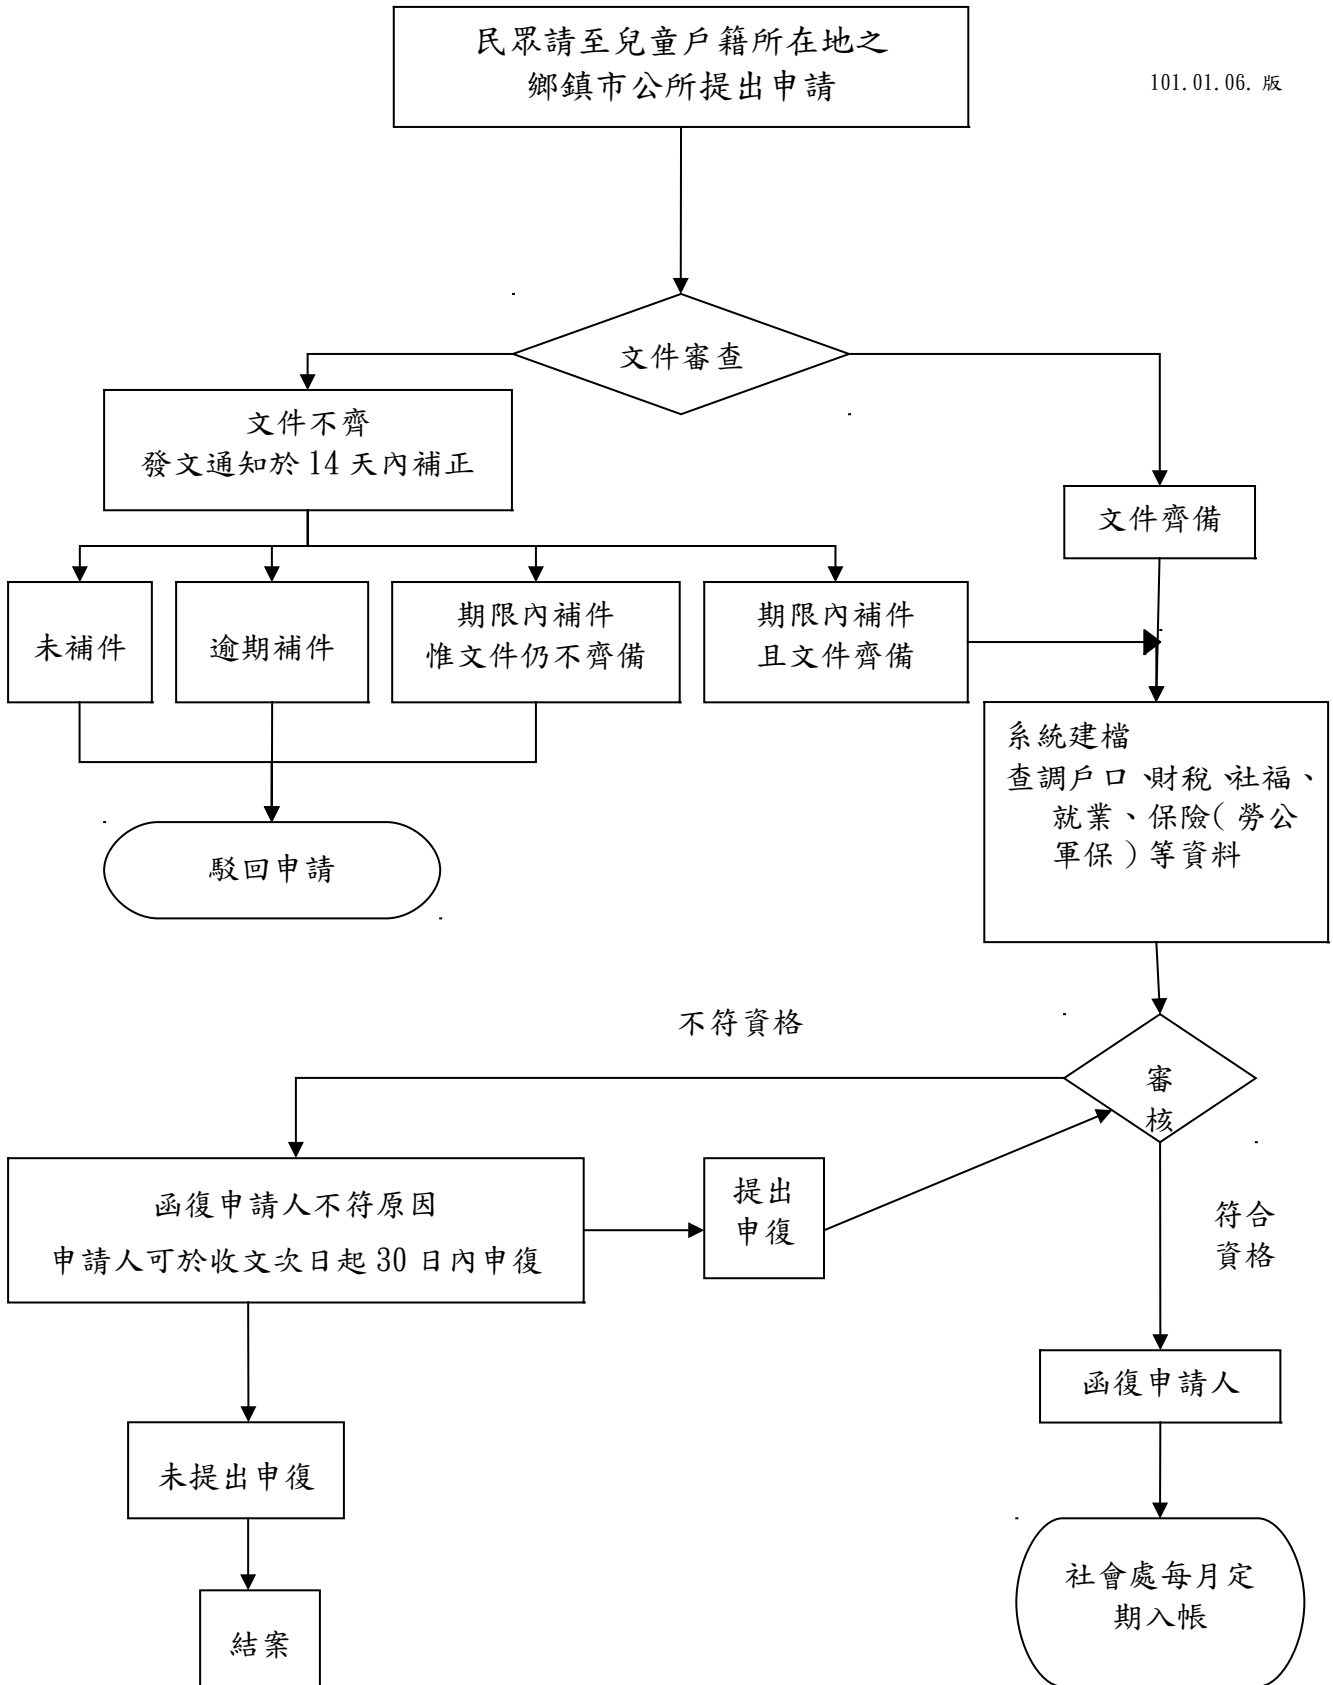 民眾請至兒童戶籍所在地之
鄉鎮市公所提出申請
101.01.06. 版
文件審查
文件不齊
發文通知於 14 天內補正
文件齊備
未補件
逾期補件
期限內補件
惟文件仍不齊備
期限內補件
且文件齊備
系統建檔
查調戶口、財稅、社福、
就業、保險(勞公
軍保)等資料
駁回申請
不符資格
審
核
函復申請人不符原因
申請人可於收文次日起 30 日內申復
提出
申復
符合
資格
函復申請人
未提出申復
社會處每月定
期入帳
結案